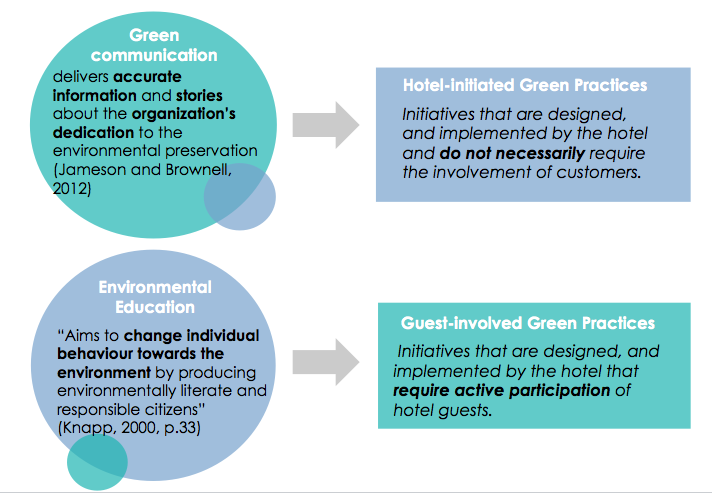 Green
communication
delivers accurate
information and stories
about the organization's
dedication to the
environmental preservation
(Jameson and Brownell,
2012)
Hotel-initiated Green Practices
Initiatives that are designed,
and implemented by the hotel
and do not necessarily require
the involvement of customers.
Environmental
Education
“Aims to change individual
behaviour towards the
environment by producing
environmentally literate and
responsible citizens”
(Knapp, 2000, p.33)
Guest-involved Green Practices
Initiatives that are designed, and
implemented by the hotel that
require active participation of
hotel guests.